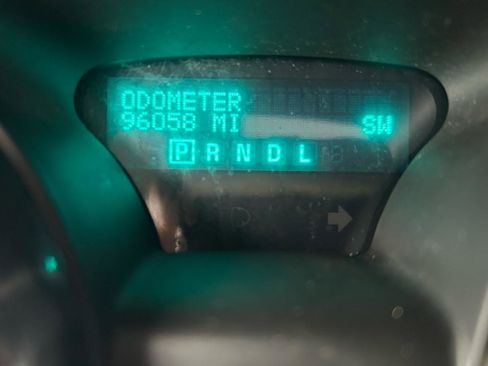 ODOMETER
96058 MI SW
P R N D L